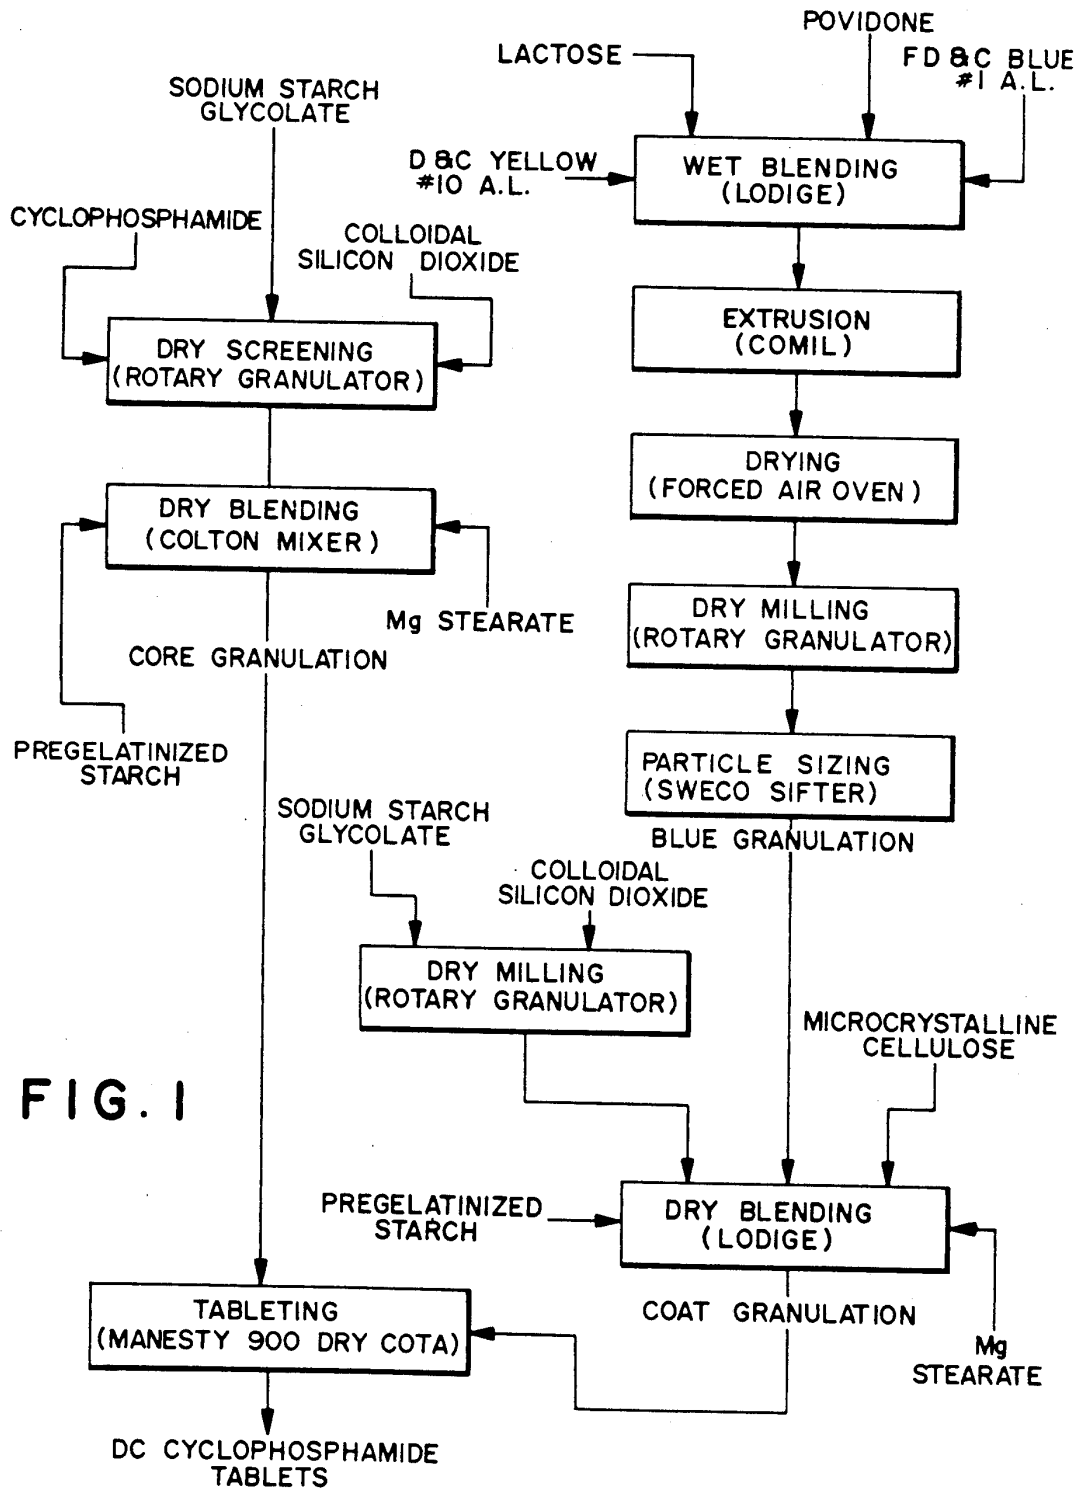 POVIDONE
LACTOSE
FD & C BLUE
#1 A.L.
SODIUM STARCH
GLYCOLATE
D &C YELLOW
#10 A.L.
WET BLENDING
(LODIGE)
CYCLOPHOSPHAMIDE
COLLOIDAL
SILICON DIOXIDE
EXTRUSION
(COMIL)
DRY SCREENING
(ROTARY GRANULATOR)
DRYING
(FORCED AIR OVEN)
DRY BLENDING
(COLTON MIXER)
Mg STEARATE
DRY MILLING
(ROTARY GRANULATOR)
CORE GRANULATION
PREGELATINIZED
STARCH
PARTICLE SIZING
(SWECO SIFTER)
BLUE GRANULATION
SODIUM STARCH
GLYCOLATE
COLLOIDAL
SILICON DIOXIDE
DRY MILLING
(ROTARY GRANULATOR)
MICROCRYSTALLINE
CELLULOSE
FIG. 1
PREGELATINIZED
STARCH
DRY BLENDING
(LODIGE)
COAT GRANULATION
TABLETING
(MANESTY 900 DRY COTA)
Mg
STEARATE
DC CYCLOPHOSPHAMIDE
TABLETS